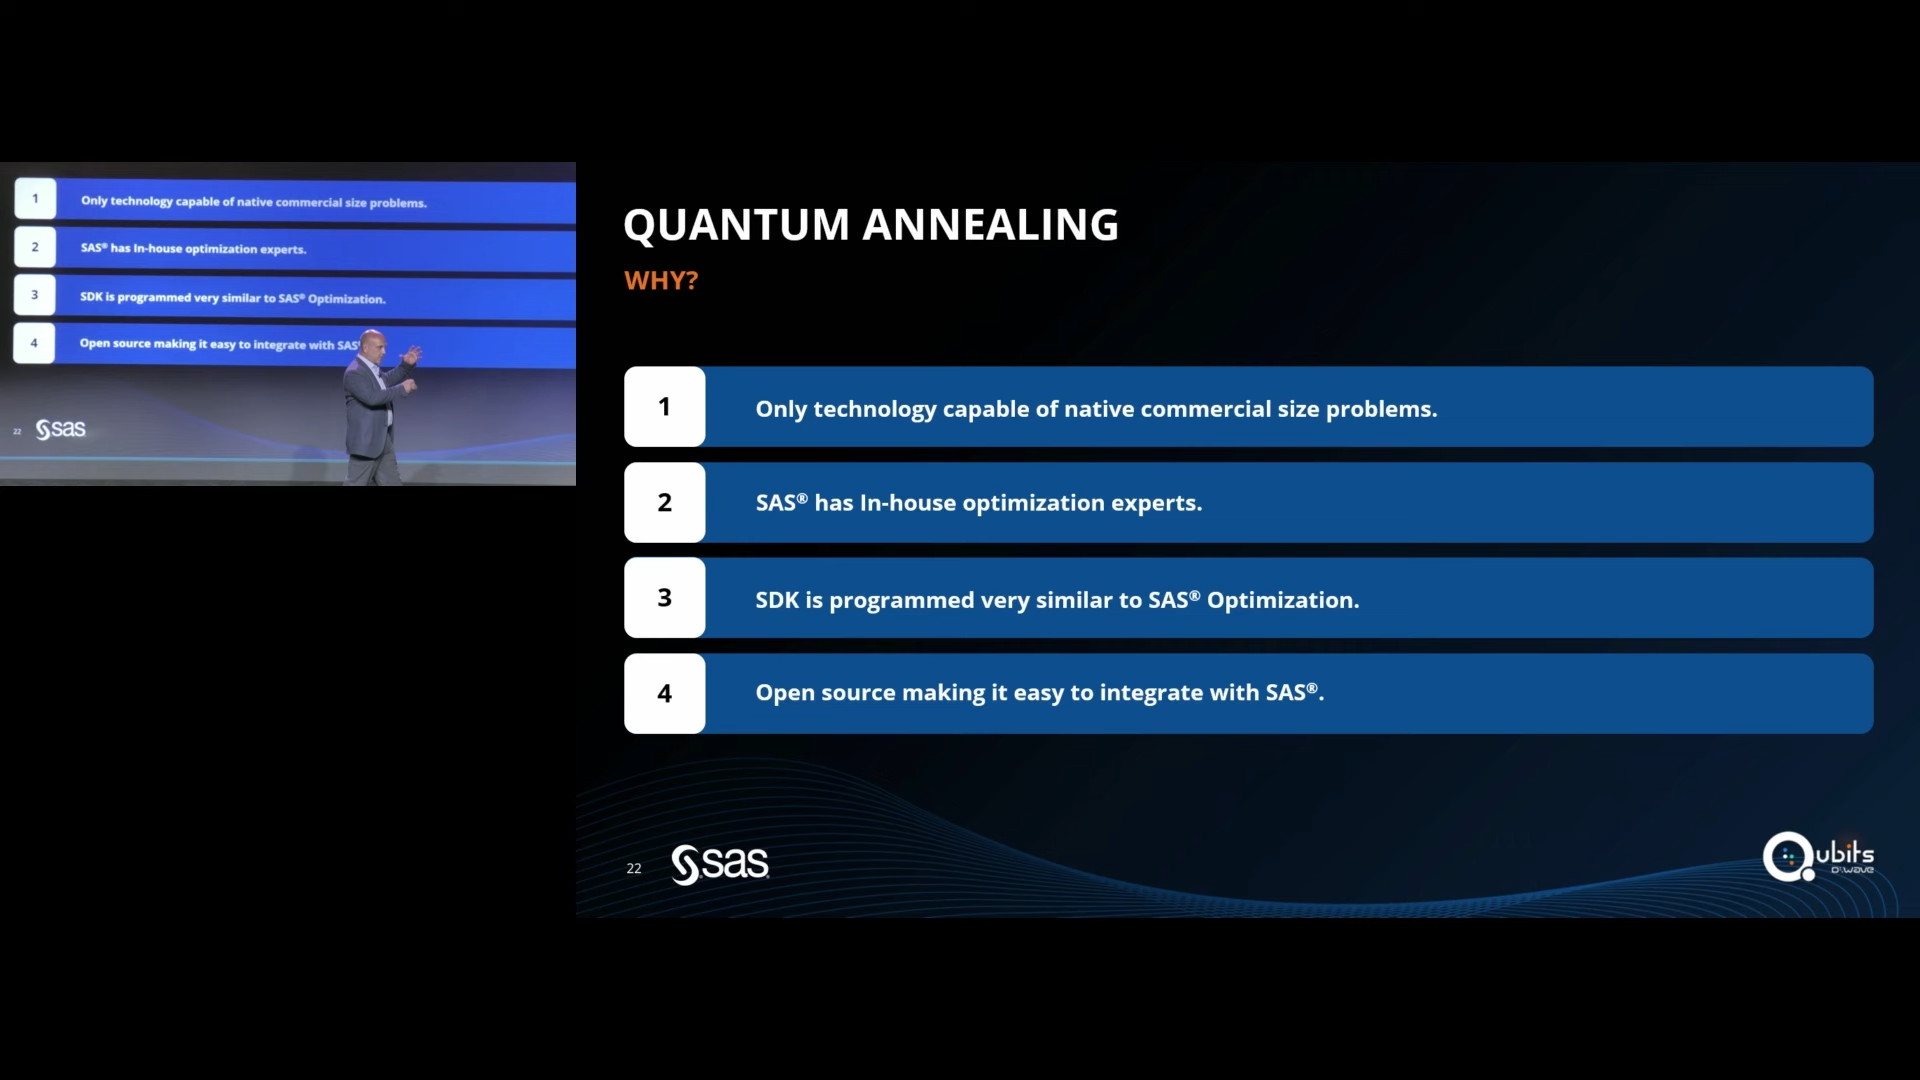 1 Only technology capable of native commercial size problems.
2 SAS® has In-house optimization experts.
3 SDK is programmed very similar to SAS® Optimization.
4 Open source making it easy to integrate with SAS
22 sas
QUANTUM ANNEALING
WHY?
1 Only technology capable of native commercial size problems.
2 SAS® has In-house optimization experts.
3 SDK is programmed very similar to SAS® Optimization.
4 Open source making it easy to integrate with SAS®.
22 sas
Qubits
D:wave